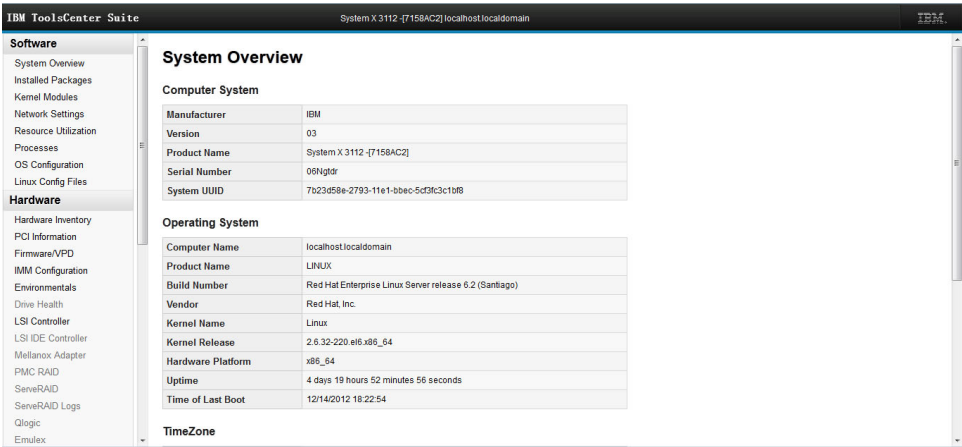 IBM ToolsCenter Suite
System X 3112 -[7158AC2] localhost.localdomain
IBM.
Software
System Overview
Installed Packages
Kernel Modules
Network Settings
Resource Utilization
Processes
OS Configuration
Linux Config Files
Hardware
Hardware Inventory
PCI Information
Firmware/VPD
IMM Configuration
Environmentals
Drive Health
LSI Controller
LSI IDE Controller
Mellanox Adapter
PMC RAID
ServeRAID
ServeRAID Logs
Qlogic
Emulex
System Overview
Computer System
Manufacturer IBM
Version 03
Product Name System X 3112 -[7158AC2]
Serial Number 06Ngtdr
System UUID 7b23d58e-2793-11e1-bbec-5cf3fc3c1bf8
Operating System
Computer Name localhost.localdomain
Product Name LINUX
Build Number Red Hat Enterprise Linux Server release 6.2 (Santiago)
Vendor Red Hat, Inc.
Kernel Name Linux
Kernel Release 2.6.32-220.el6.x86_64
Hardware Platform x86_64
Uptime 4 days 19 hours 52 minutes 56 seconds
Time of Last Boot 12/14/2012 18:22:54
TimeZone